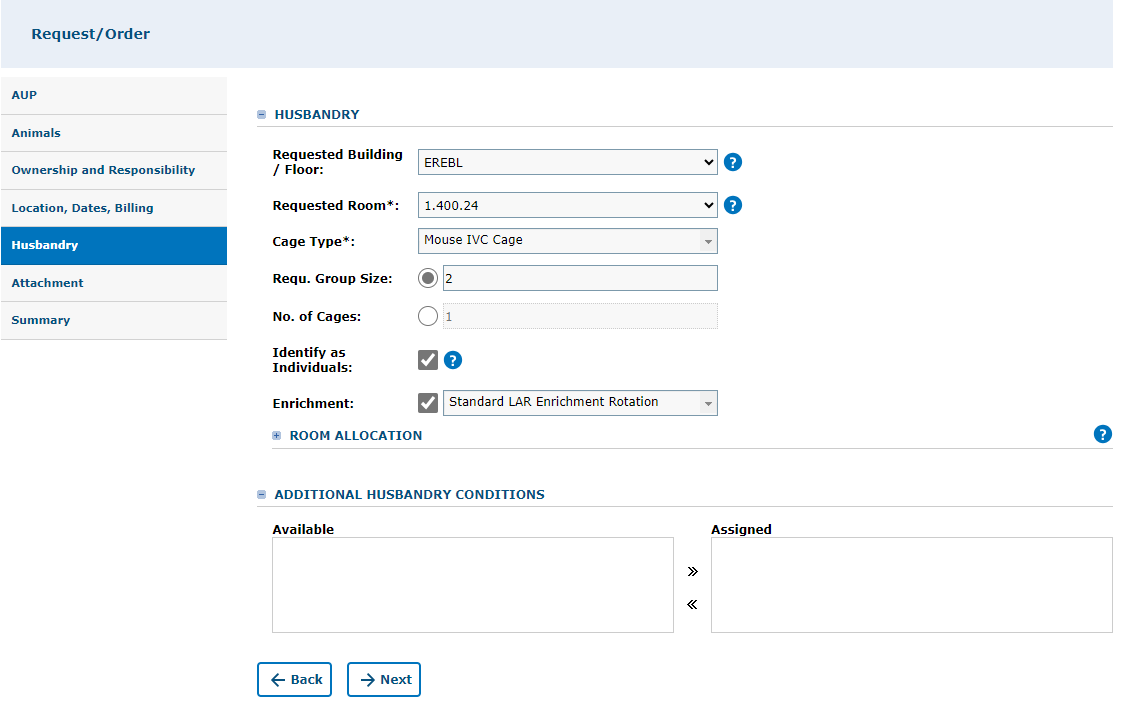 Request/Order
AUP
Animals
Ownership and Responsibility
Location, Dates, Billing
Husbandry
Attachment
Summary
HUSBANDRY
Requested Building
/ Floor:
EREBL
?
Requested Room*:
1.400.24
?
Cage Type*:
Mouse IVC Cage
Requ. Group Size:
2
No. of Cages:
1
Identify as
Individuals:
?
Enrichment:
Standard LAR Enrichment Rotation
ROOM ALLOCATION
?
ADDITIONAL HUSBANDRY CONDITIONS
Available
Assigned
»
«
Back
Next